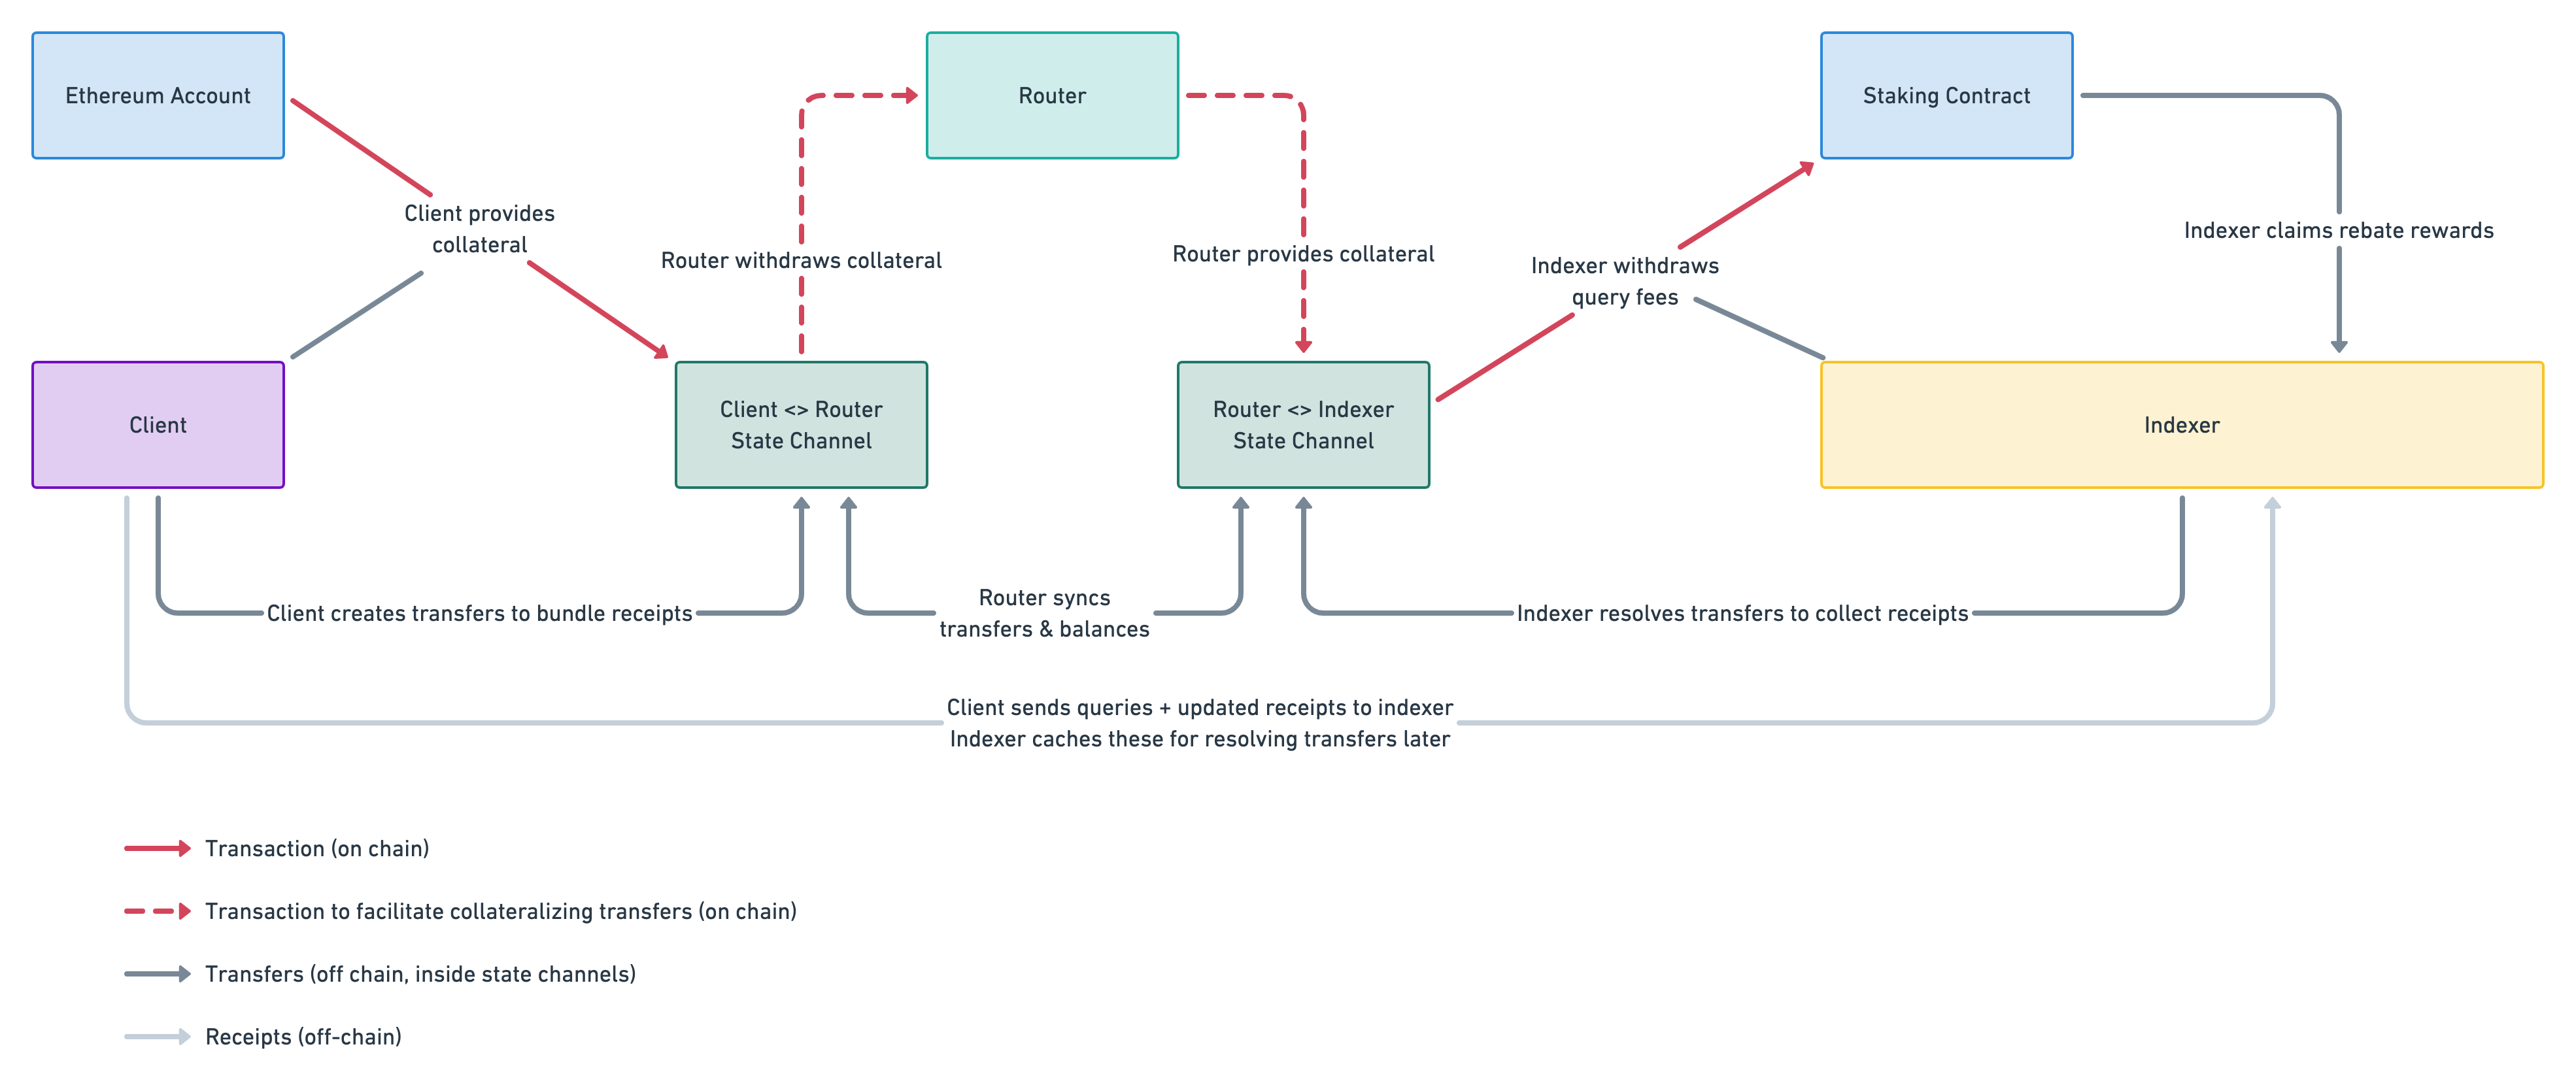 Ethereum Account
Router
Staking Contract
Client provides
collateral
Router withdraws collateral
Router provides collateral
Indexer withdraws
query fees
Indexer claims rebate rewards
Client
Client <> Router
State Channel
Router <> Indexer
State Channel
Indexer
Client creates transfers to bundle receipts
Router syncs
transfers & balances
Indexer resolves transfers to collect receipts
Client sends queries + updated receipts to indexer
Indexer caches these for resolving transfers later
Transaction (on chain)
Transaction to facilitate collateralizing transfers (on chain)
Transfers (off chain, inside state channels)
Receipts (off-chain)